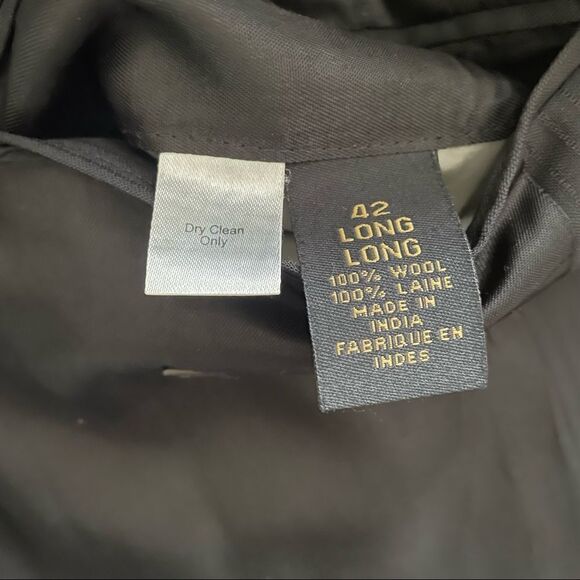 Dry Clean
Only
42
LONG
LONG
100% WOOL
100% LAINE
MADE IN
INDIA
FABRIQUE EN
INDES